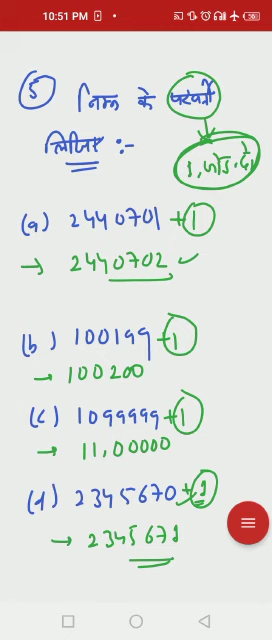 10:51 PM
56
5 निम्न के परवर्ती
लिखिए :-
1 जोड़ दें
(a) 2440701 + 1
→ 2440702 ✓
(b) 100199 + 1
→ 100200
(c) 1099999 + 1
→ 11,00000
(d) 2345670 + 1
→ 2345671